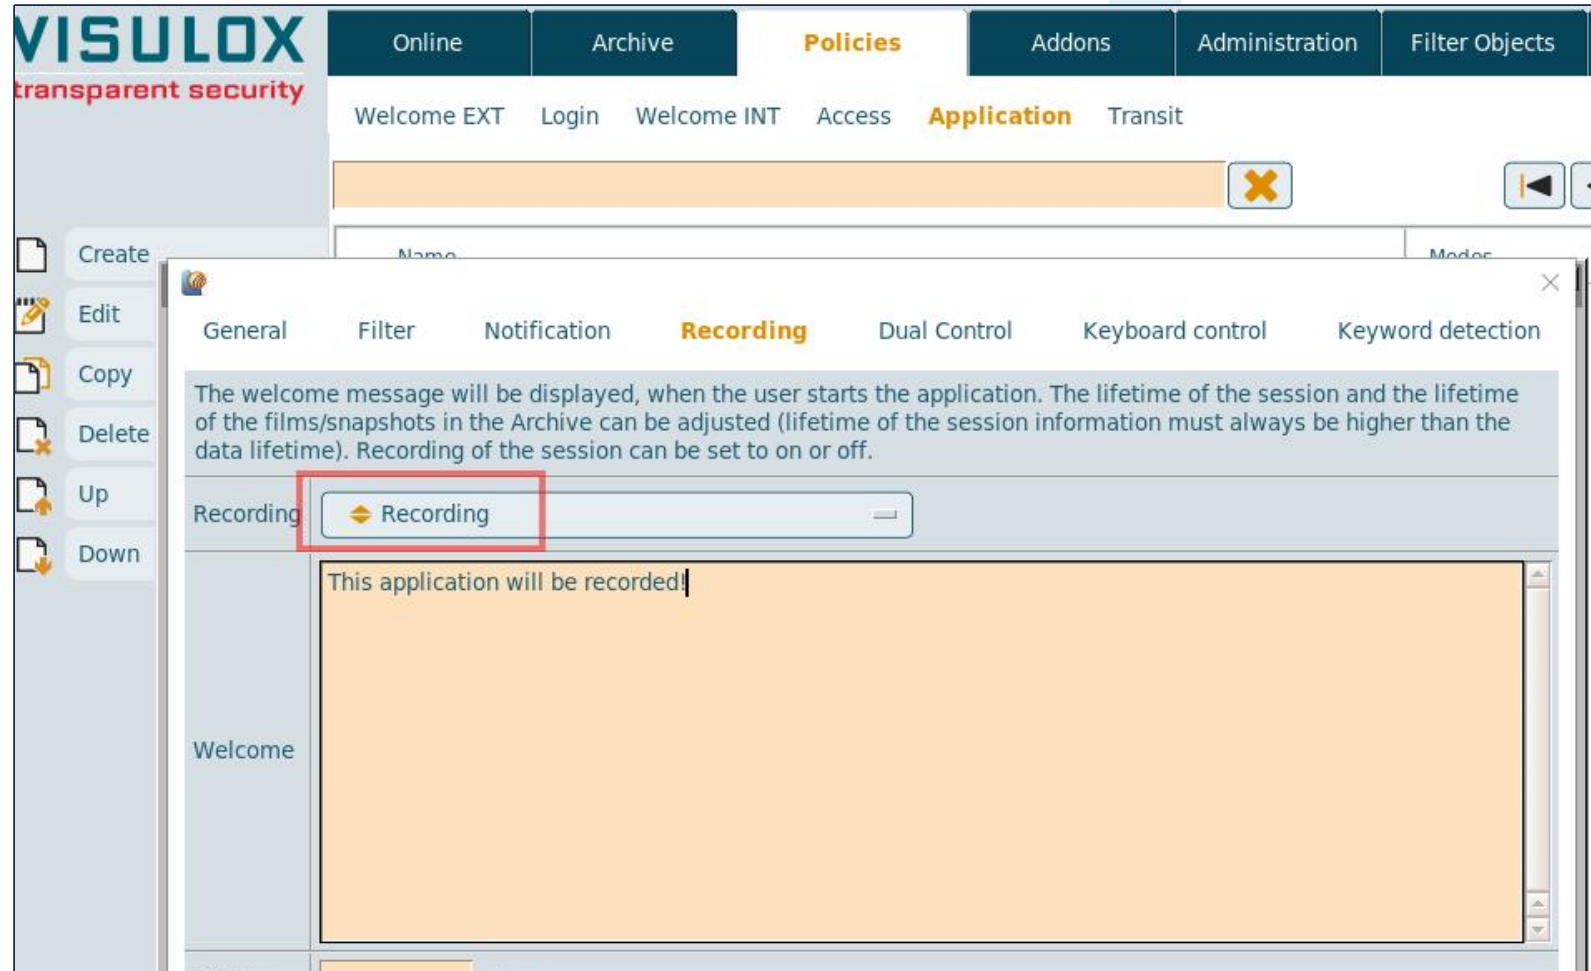 VISULOX
transparent security
Online Archive Policies Addons Administration Filter Objects
Welcome EXT Login Welcome INT Access Application Transit
Create
Name Modes
Edit
General Filter Notification Recording Dual Control Keyboard control Keyword detection
Copy
The welcome message will be displayed, when the user starts the application. The lifetime of the session and the lifetime
of the films/snapshots in the Archive can be adjusted (lifetime of the session information must always be higher than the
data lifetime). Recording of the session can be set to on or off.
Delete
Up
Recording Recording
Down
This application will be recorded!
Welcome